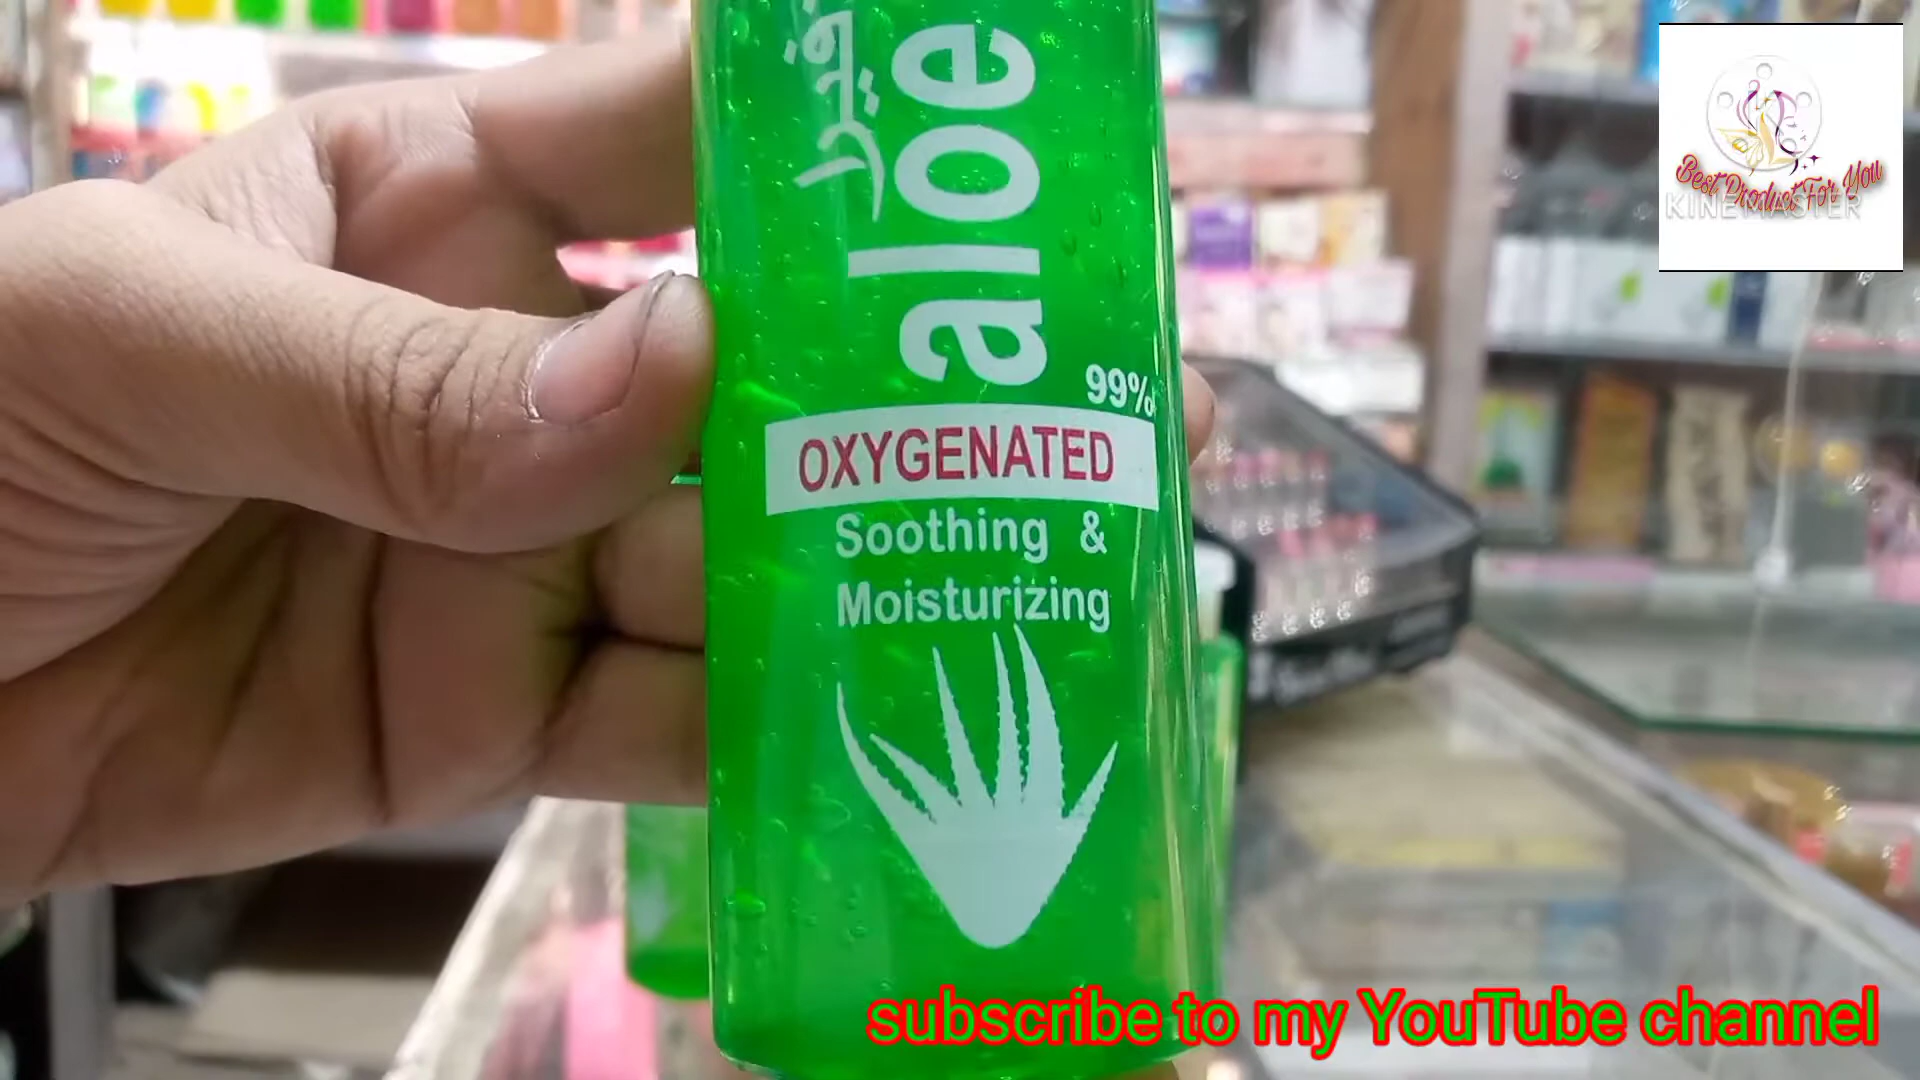 aloe
99%
OXYGENATED
Soothing &
Moisturizing
Best Product For You
KINEMASTER
subscribe to my YouTube channel